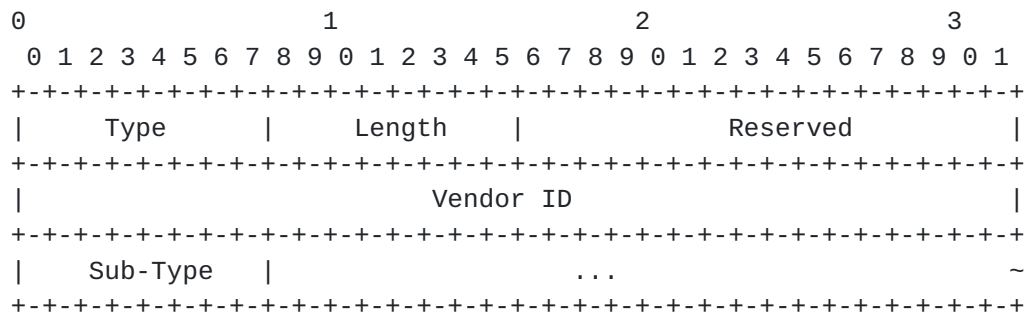 0                   1                   2                   3
 0 1 2 3 4 5 6 7 8 9 0 1 2 3 4 5 6 7 8 9 0 1 2 3 4 5 6 7 8 9 0 1
+-+-+-+-+-+-+-+-+-+-+-+-+-+-+-+-+-+-+-+-+-+-+-+-+-+-+-+-+-+-+-+-+
|     Type      |     Length    |             Reserved          |
+-+-+-+-+-+-+-+-+-+-+-+-+-+-+-+-+-+-+-+-+-+-+-+-+-+-+-+-+-+-+-+-+
|                          Vendor ID                            |
+-+-+-+-+-+-+-+-+-+-+-+-+-+-+-+-+-+-+-+-+-+-+-+-+-+-+-+-+-+-+-+-+
|    Sub-Type   |                   ...                         ~
+-+-+-+-+-+-+-+-+-+-+-+-+-+-+-+-+-+-+-+-+-+-+-+-+-+-+-+-+-+-+-+-+